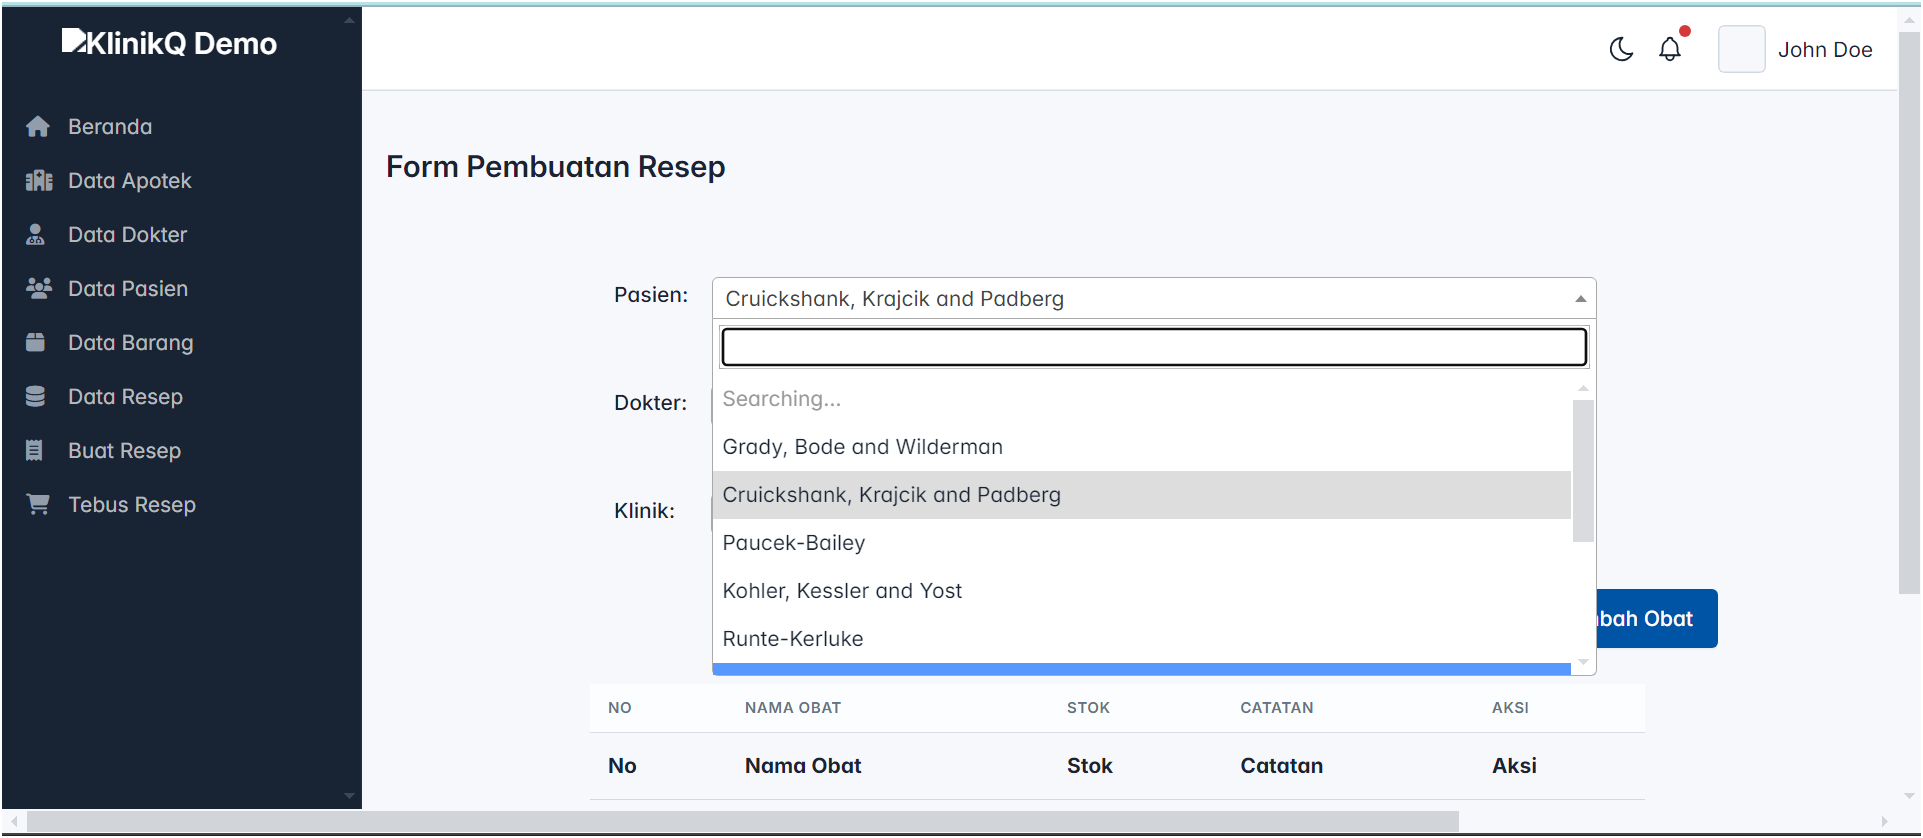 KlinikQ Demo
John Doe
Beranda
Data Apotek
Data Dokter
Data Pasien
Data Barang
Data Resep
Buat Resep
Tebus Resep
Form Pembuatan Resep
Pasien:
Cruickshank, Krajcik and Padberg
Searching...
Grady, Bode and Wilderman
Cruickshank, Krajcik and Padberg
Paucek-Bailey
Kohler, Kessler and Yost
Runte-Kerluke
Dokter:
Klinik:
Obat
NO NAMA OBAT STOK CATATAN AKSI
No Nama Obat Stok Catatan Aksi